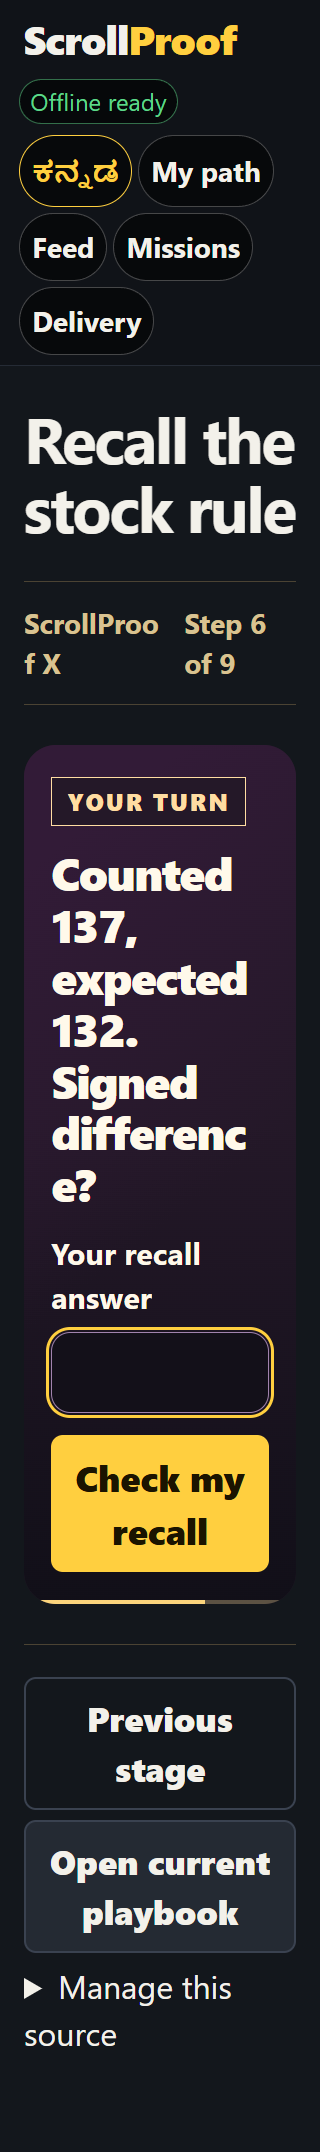 ScrollProof
Offline ready
ಕನ್ನಡ
My path
Feed
Missions
Delivery
Recall the
stock rule
ScrollProo
f X
Step 6
of 9
YOUR TURN
Counted
137,
expected
132.
Signed
differenc
e?
Your recall
answer
Check my
recall
Previous
stage
Open current
playbook
▶ Manage this
source